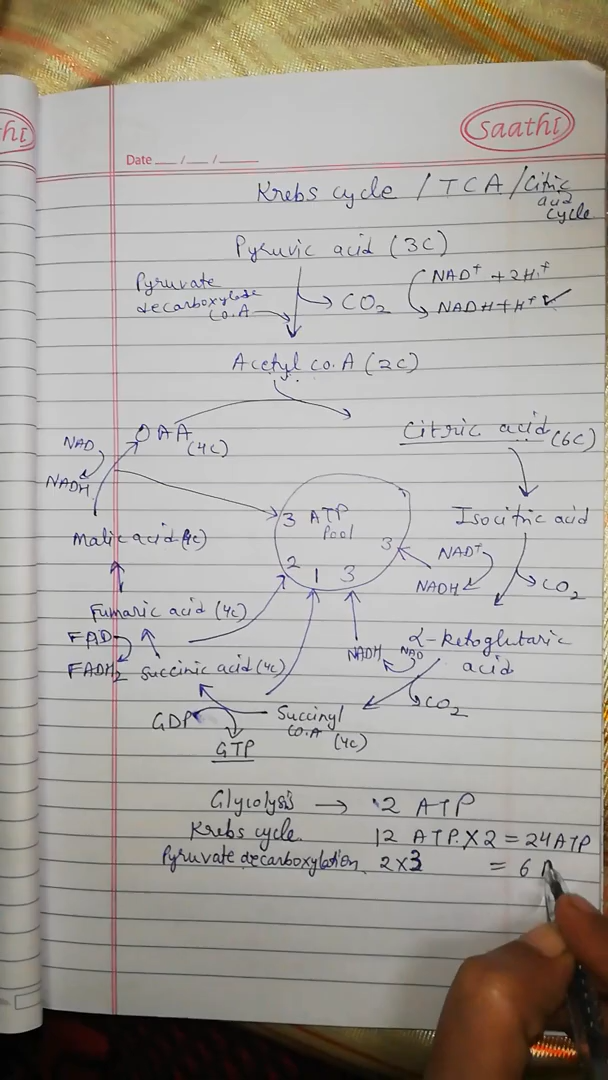 hi
Saathi
Date __ / __ / __
Krebs cycle / TCA / Citric
acid
cycle
Pyruvic acid (3C)
Pyruvate
decarboxylase
Co.A
CO2
NAD+ + 2H+
NADH + H+ ✓
Acetyl co.A (2C)
OAA
(4C)
Citric acid (6C)
NAD
NADH
3 ATP
Pool
Isocitric acid
Malic acid (4c)
3
NAD+
NADH
CO2
2
1 3
Fumaric acid (4c)
FAD
FADH2
Succinic acid (4c)
NADH
NAD
α-ketoglutaric
acid
CO2
GDP
GTP
Succinyl
CO.A (4c)
Glycolysis → 2 ATP
Krebs cycle 12 ATP. X 2 = 24 ATP
Pyruvate decarboxylation. 2 x 3 = 6